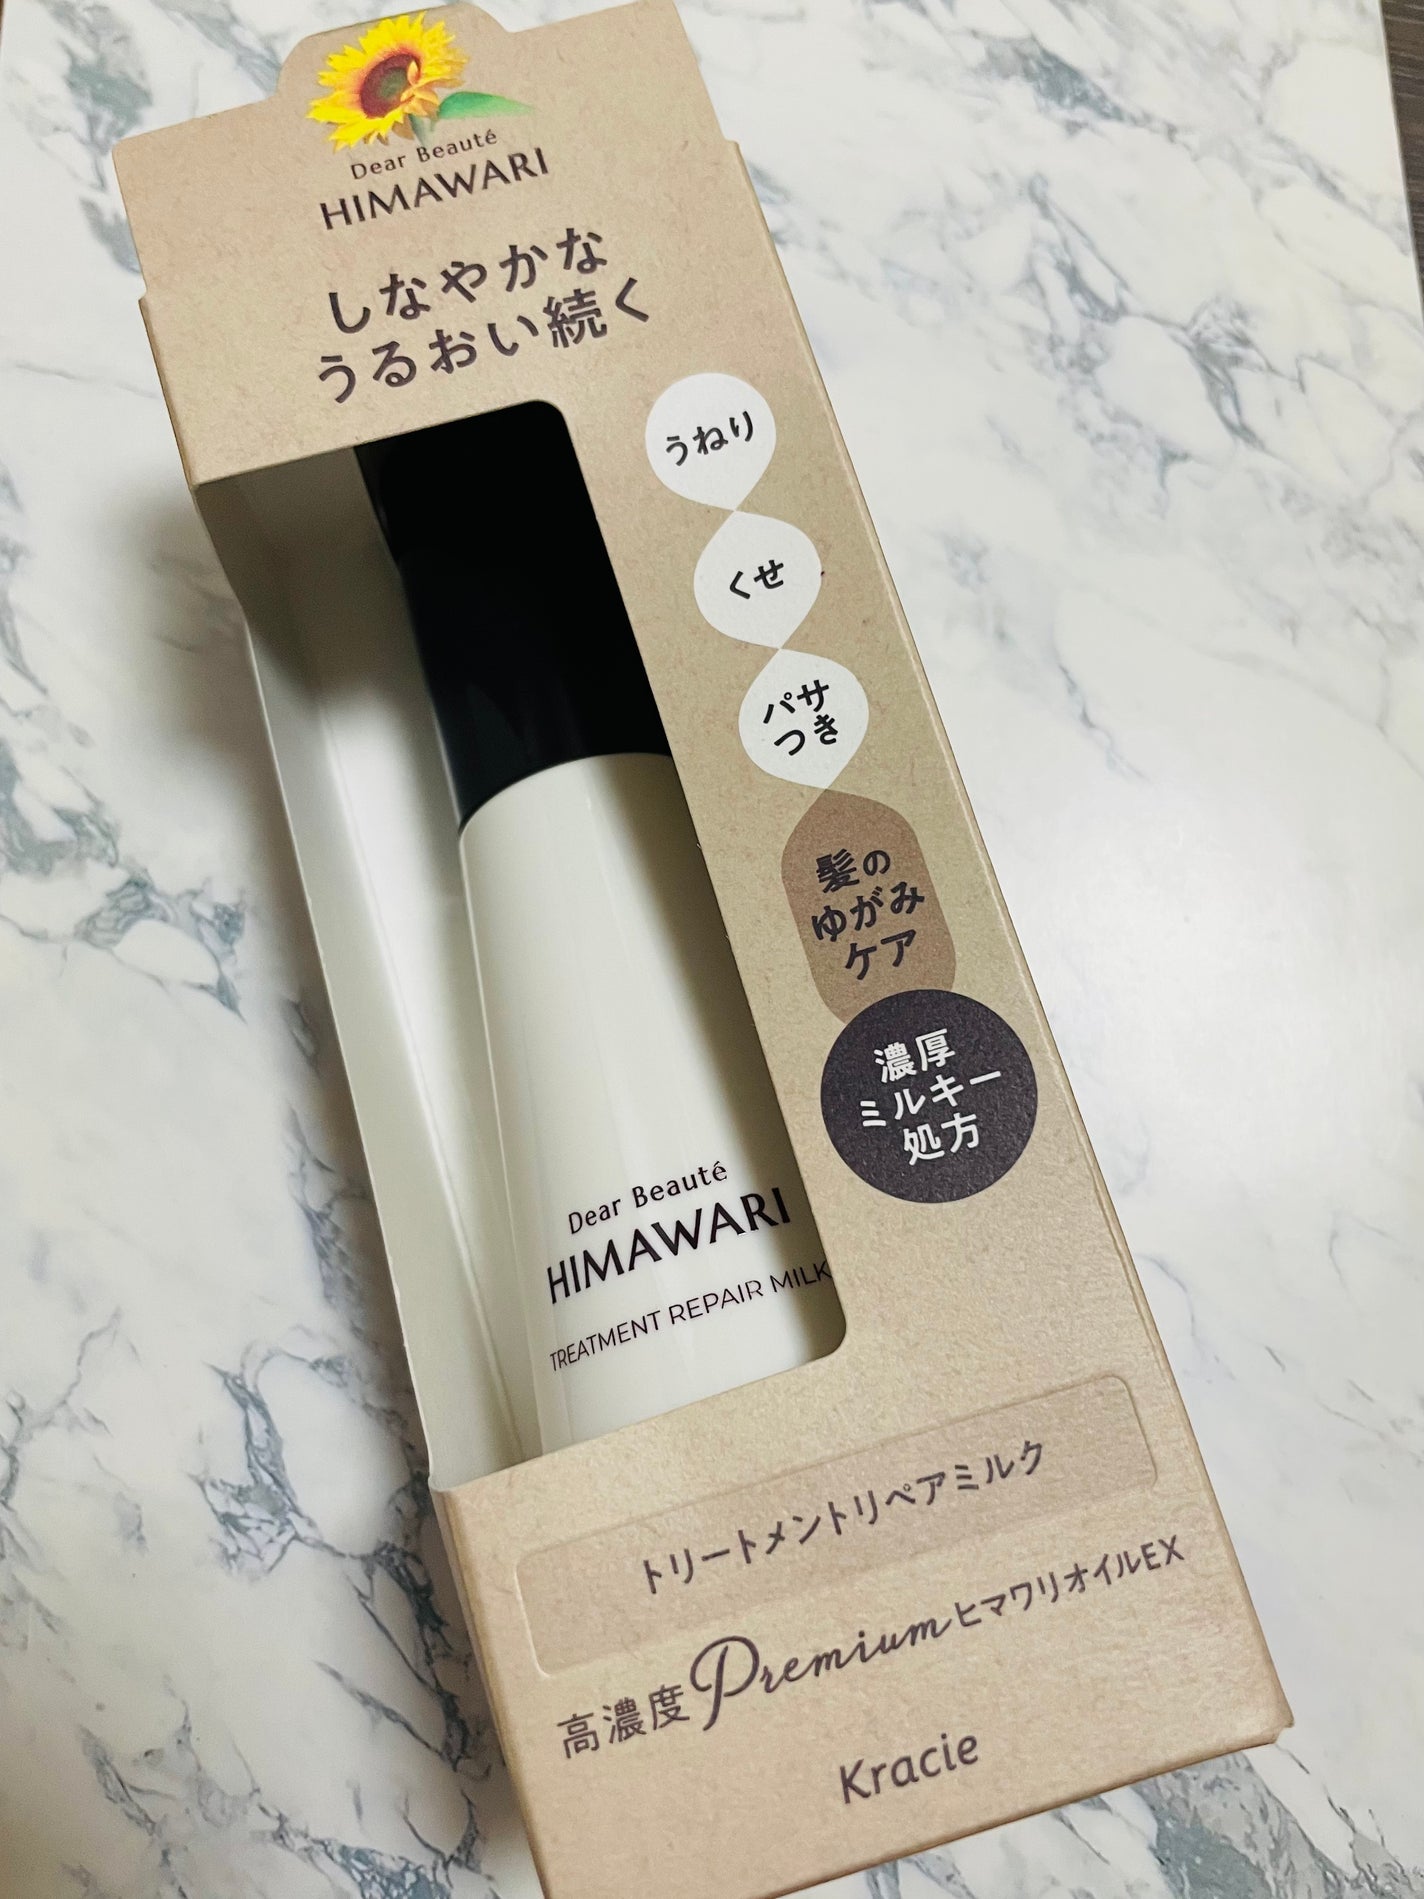 Dear Beauté
HIMAWARI
しなやかな
うるおい続く
うねり
くせ
パサ
つき
髪の
ゆがみ
ケア
濃厚
ミルキー
処方
Dear Beauté
HIMAWARI
TREATMENT REPAIR MILK
トリートメントリペアミルク
高濃度PremiumヒマワリオイルEX
Kracie